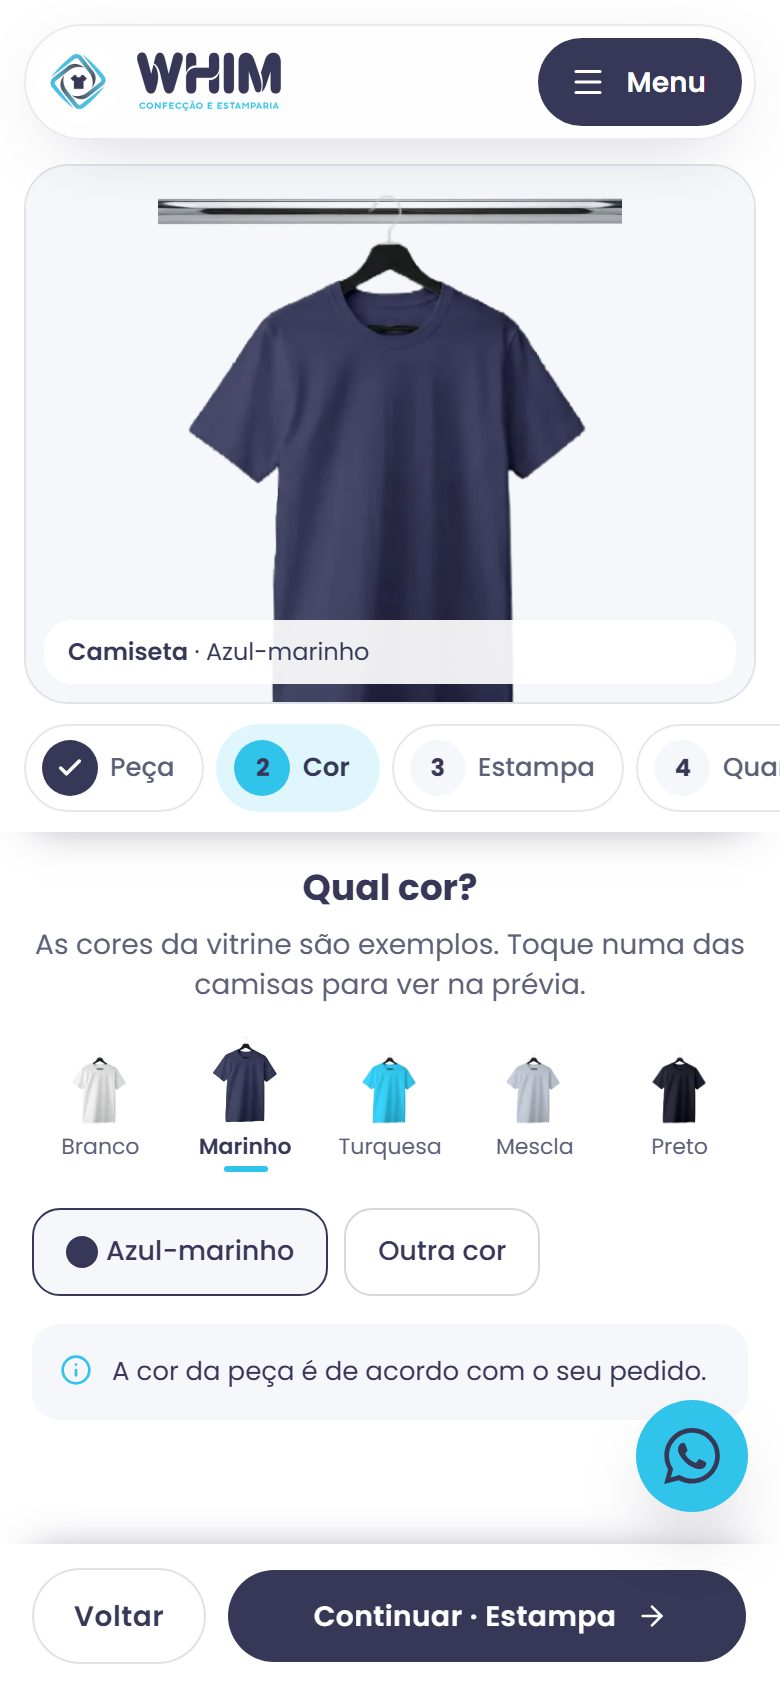 WHIM
CONFECÇÃO E ESTAMPARIA
Menu
Camiseta · Azul-marinho
Peça
2 Cor
3 Estampa
4 Quar
Qual cor?
As cores da vitrine são exemplos. Toque numa das
camisas para ver na prévia.
Branco
Marinho
Turquesa
Mescla
Preto
Azul-marinho
Outra cor
A cor da peça é de acordo com o seu pedido.
Voltar
Continuar · Estampa